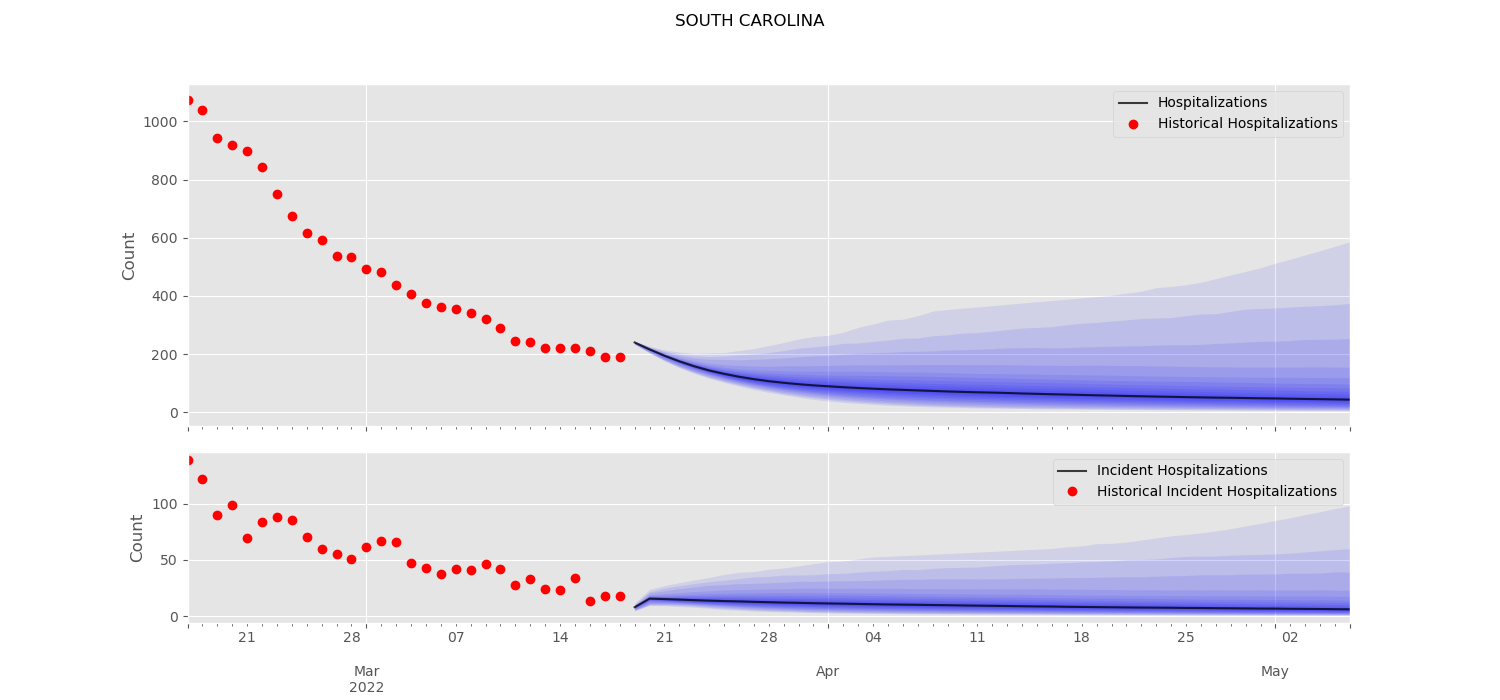 SOUTH CAROLINA
Hospitalizations
Historical Hospitalizations
Count
1000
800
600
400
200
0
Incident Hospitalizations
Historical Incident Hospitalizations
Count
100
50
0
21 28 07 14 21 28 04 11 18 25 02
Mar Apr May
2022